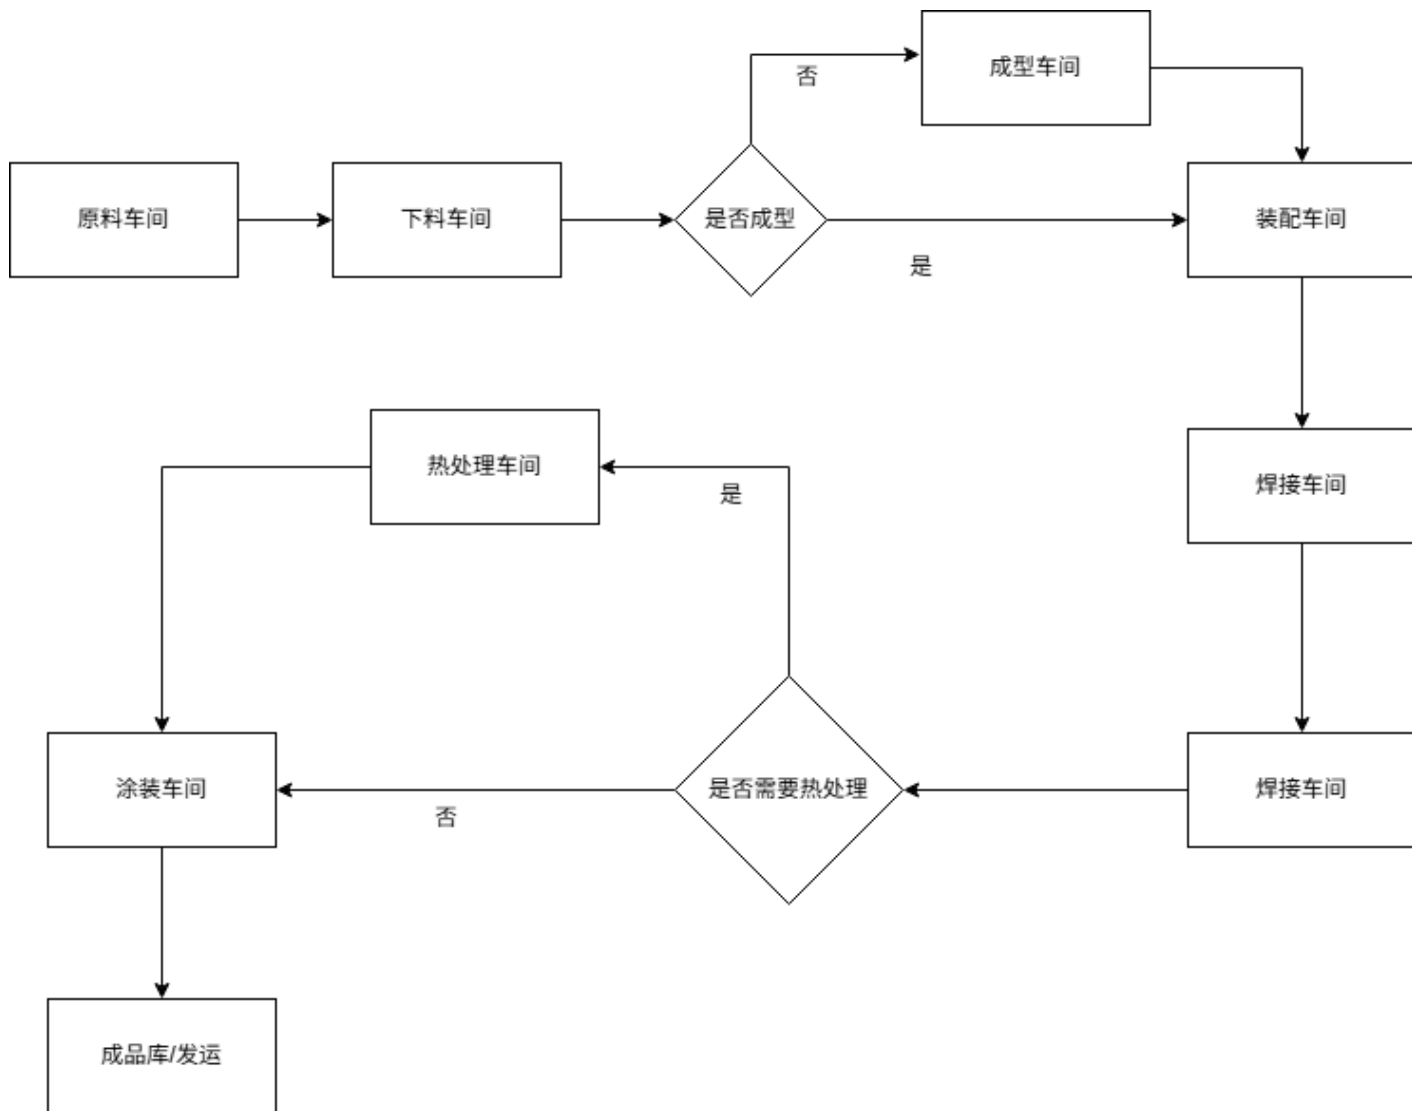 否
成型车间
原料车间
下料车间
是否成型
装配车间
是
热处理车间
是
焊接车间
涂装车间
否
是否需要热处理
焊接车间
成品库/发运